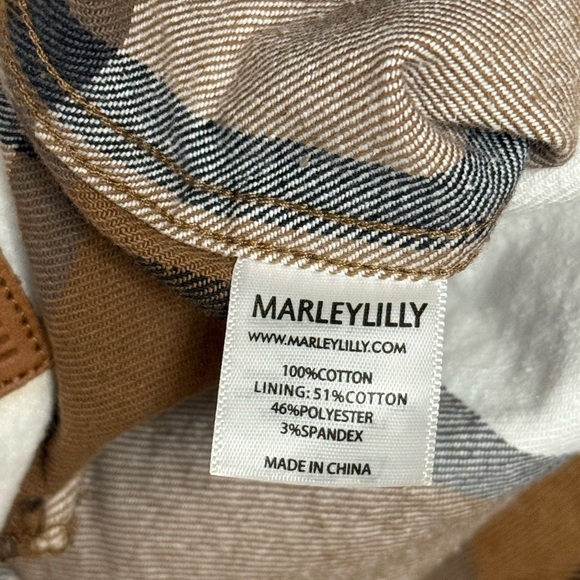 MARLEYLILLY
WWW.MARLEYLILLY.COM
100%COTTON
LINING: 51%COTTON
46%POLYESTER
3%SPANDEX
MADE IN CHINA